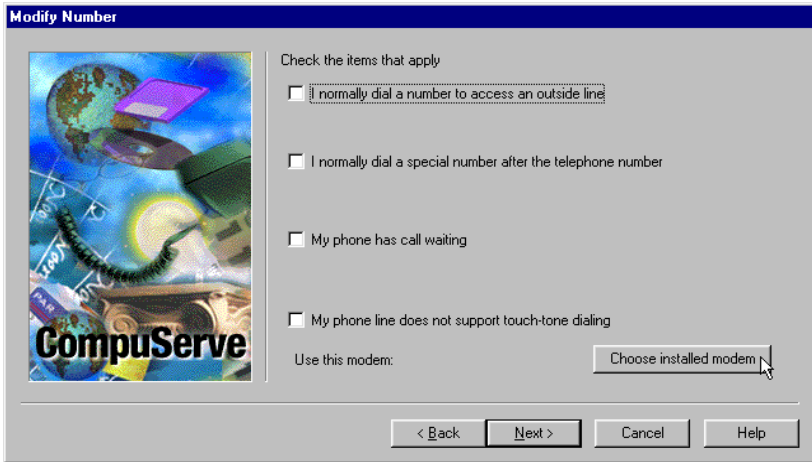 Modify Number
Check the items that apply
I normally dial a number to access an outside line
I normally dial a special number after the telephone number
My phone has call waiting
My phone line does not support touch-tone dialing
Use this modem:
Choose installed modem
CompuServe
< Back
Next >
Cancel
Help